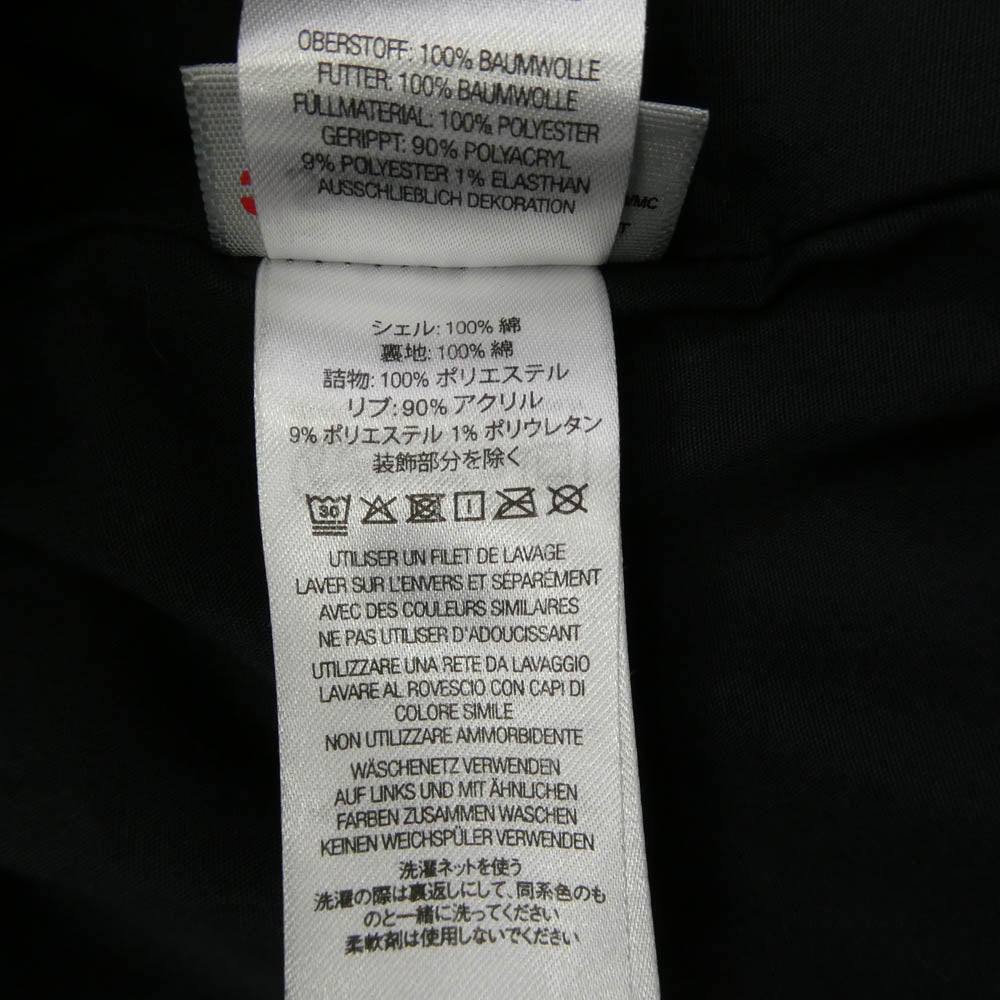 OBERSTOFF: 100% BAUMWOLLE
FUTTER: 100% BAUMWOLLE
FÜLLMATERIAL: 100% POLYESTER
GERIPPT: 90% POLYACRYL
9% POLYESTER 1% ELASTHAN
AUSSCHLIEBLICH DEKORATION
シェル: 100% 綿
裏地: 100% 綿
詰物: 100% ポリエステル
リブ: 90% アクリル
9% ポリエステル 1% ポリウレタン
装飾部分を除く
30
UTILISER UN FILET DE LAVAGE
LAVER SUR L'ENVERS ET SÉPARÉMENT
AVEC DES COULEURS SIMILAIRES
NE PAS UTILISER D'ADOUCISSANT
UTILIZZARE UNA RETE DA LAVAGGIO
LAVARE AL ROVESCIO CON CAPI DI
COLORE SIMILE
NON UTILIZZARE AMMORBIDENTE
WÄSCHENETZ VERWENDEN
AUF LINKS UND MIT ÄHNLICHEN
FARBEN ZUSAMMEN WASCHEN
KEINEN WEICHSPÜLER VERWENDEN
洗濯ネットを使う
洗濯の際は裏返しにして、同系色のも
のと一緒に洗ってください
柔軟剤は使用しないでください